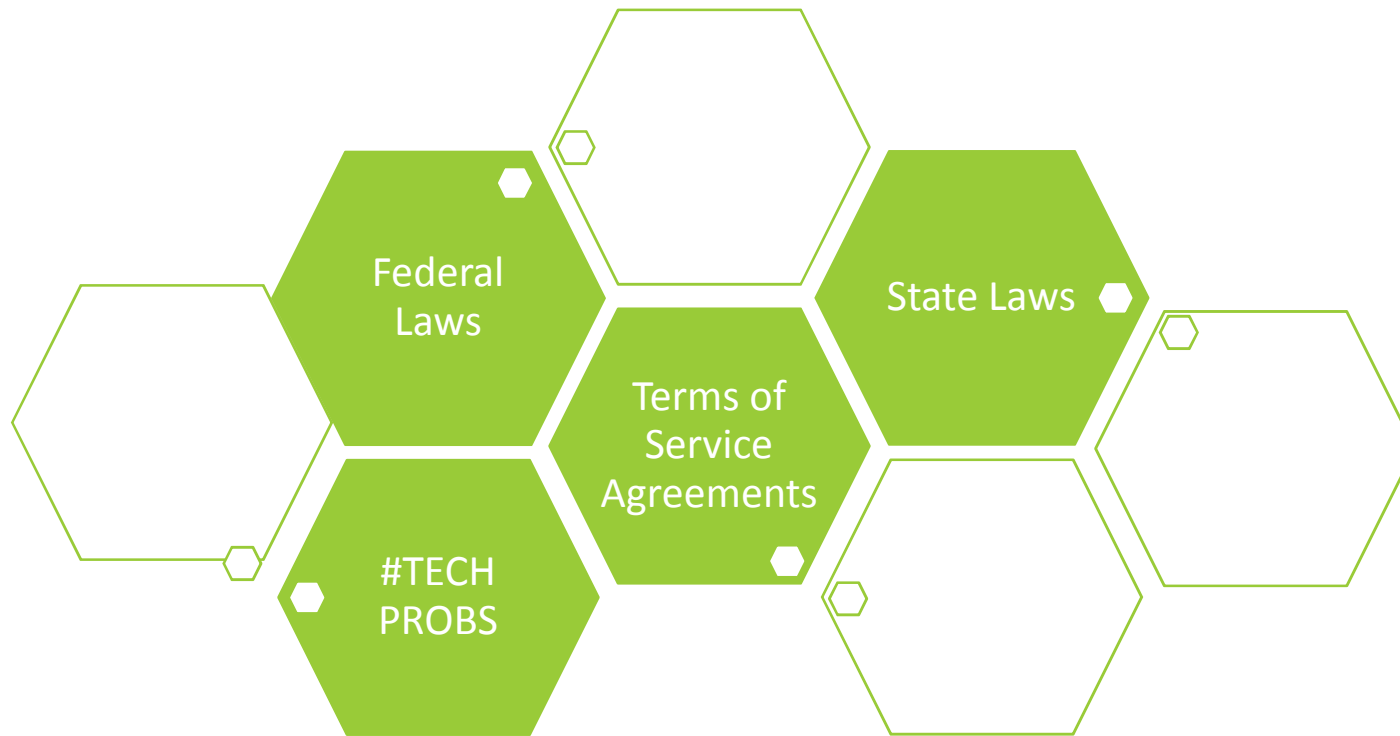 Federal
Laws
State Laws
Terms of
Service
Agreements
#TECH
PROBS